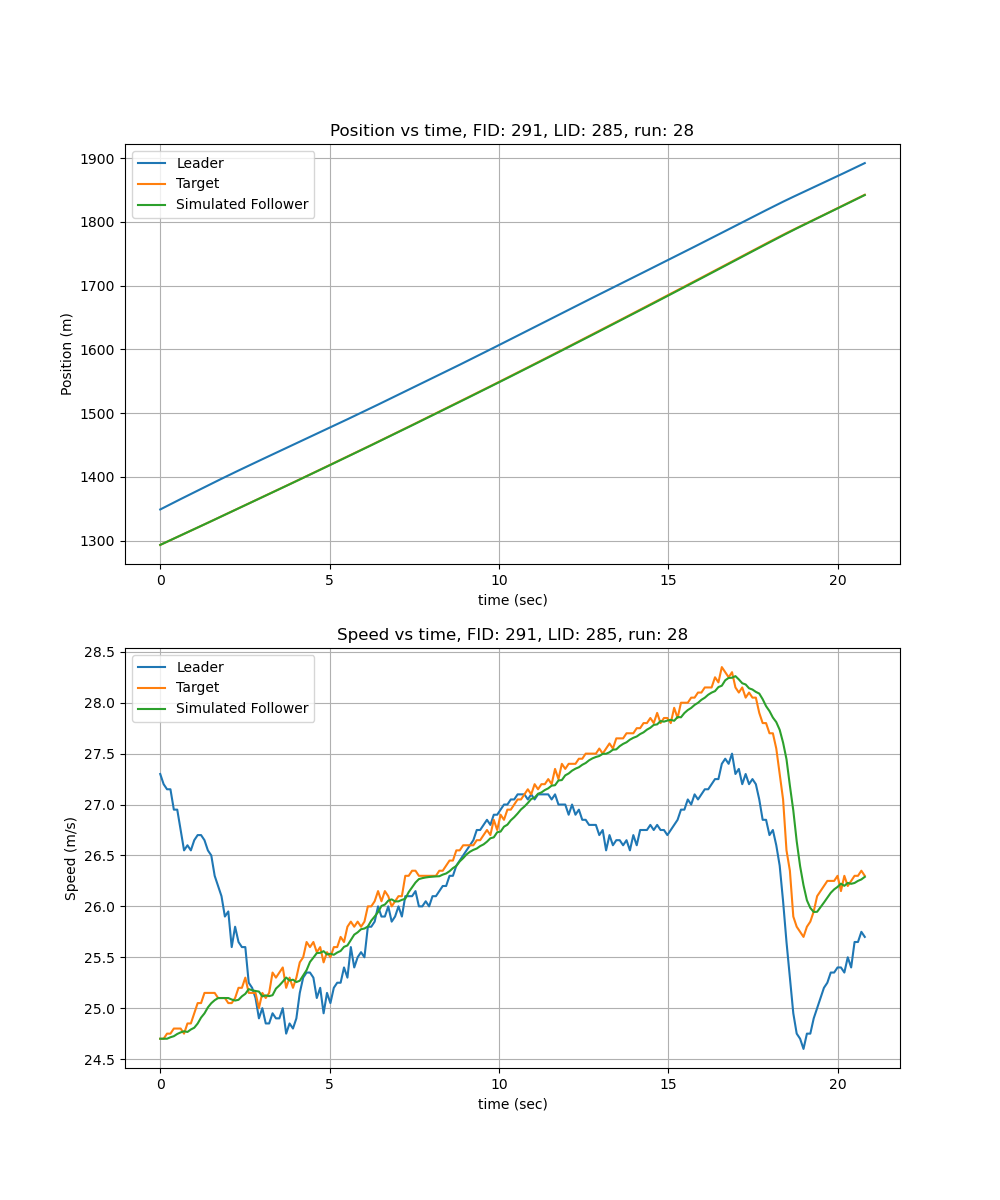 Position vs time, FID: 291, LID: 285, run: 28
Leader
Target
Simulated Follower
1900
1800
1700
1600
1500
1400
1300
Position (m)
0 5 10 15 20
time (sec)
Speed vs time, FID: 291, LID: 285, run: 28
Leader
Target
Simulated Follower
28.5
28.0
27.5
27.0
26.5
26.0
25.5
25.0
24.5
Speed (m/s)
0 5 10 15 20
time (sec)